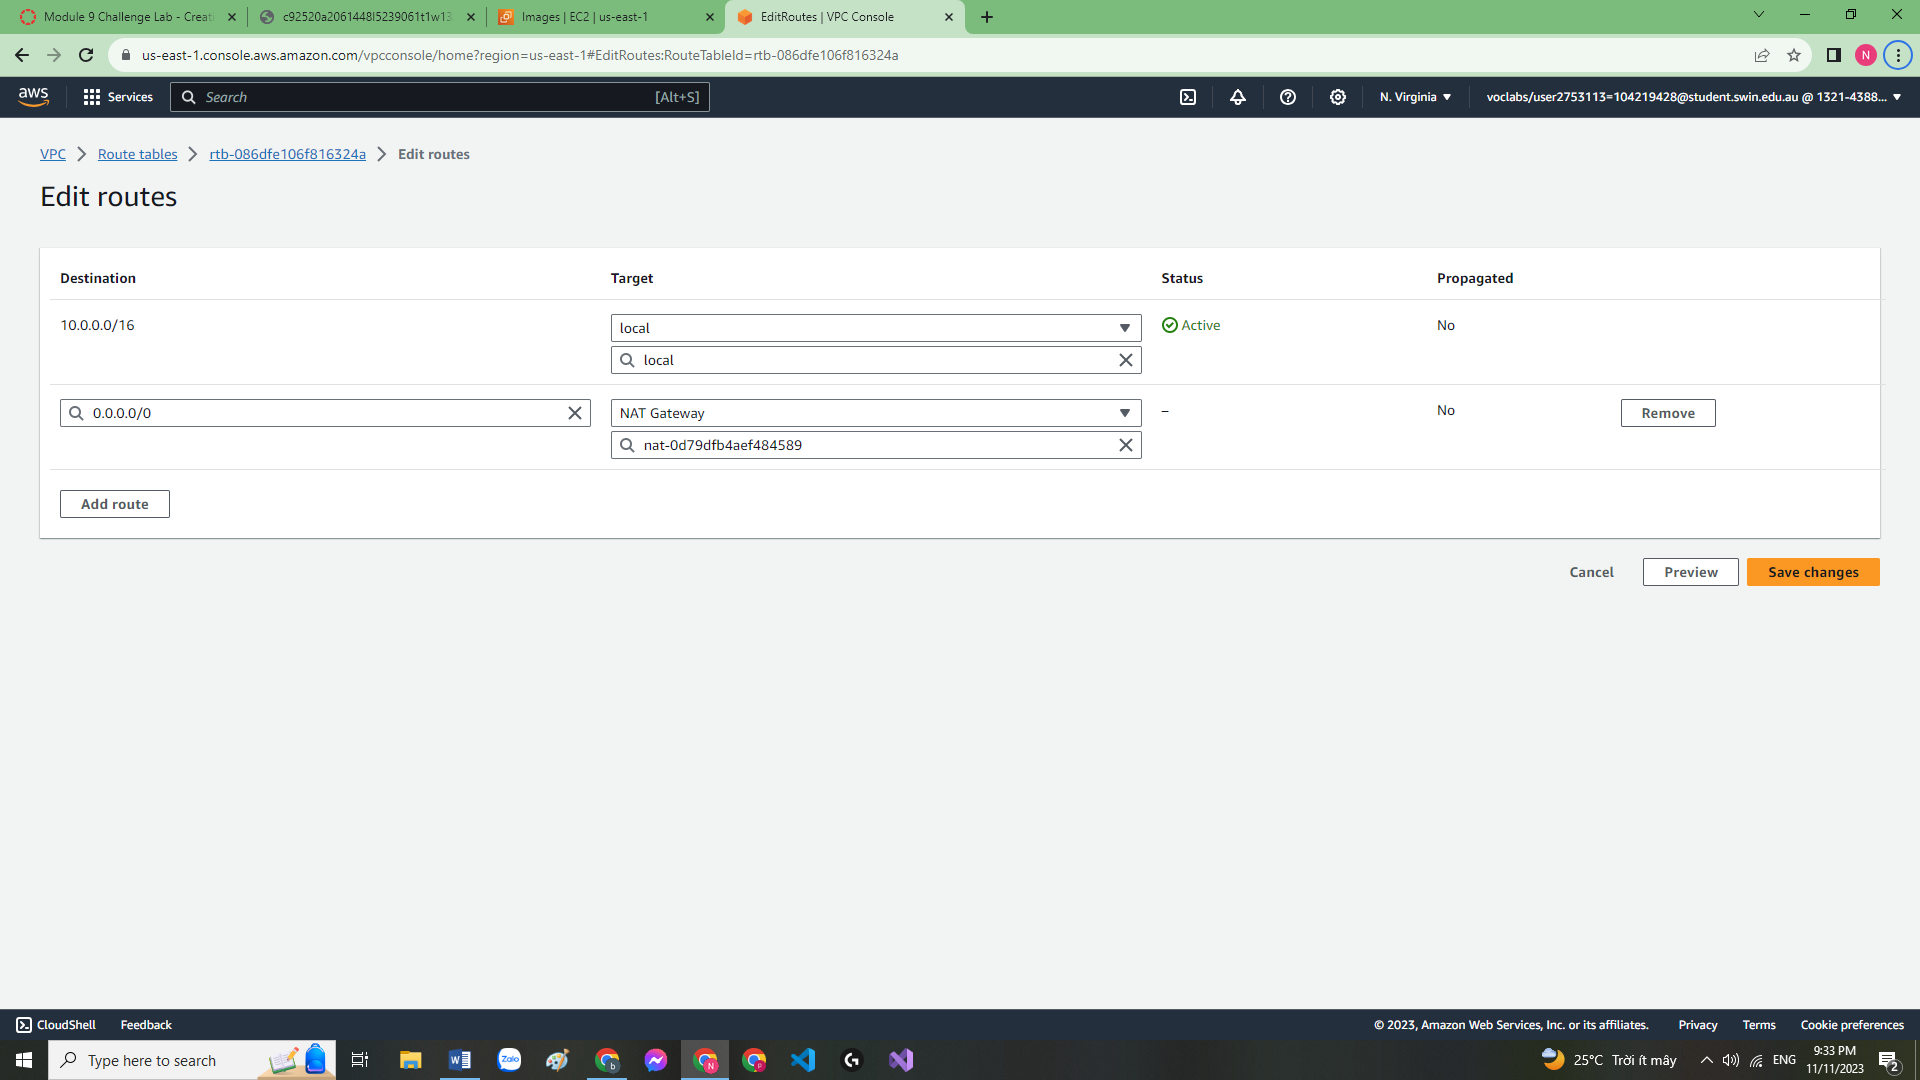 Module 9 Challenge Lab - Creati
c92520a2061448l5239061t1w13
Images | EC2 | us-east-1
EditRoutes | VPC Console
us-east-1.console.aws.amazon.com/vpcconsole/home?region=us-east-1#EditRoutes:RouteTableId=rtb-086dfe106f816324a
N
aws
Services
Search
[Alt+S]
N. Virginia
voclabs/user2753113=104219428@student.swin.edu.au @ 1321-4388...
VPC
Route tables
rtb-086dfe106f816324a
Edit routes
Edit routes
Destination
Target
Status
Propagated
10.0.0.0/16
local
Active
No
local
0.0.0.0/0
NAT Gateway
–
No
Remove
nat-0d79dfb4aef484589
Add route
Cancel
Preview
Save changes
CloudShell
Feedback
© 2023, Amazon Web Services, Inc. or its affiliates.
Privacy
Terms
Cookie preferences
Type here to search
Zalo
25°C Trời ít mây
ENG
9:33 PM
11/11/2023
2